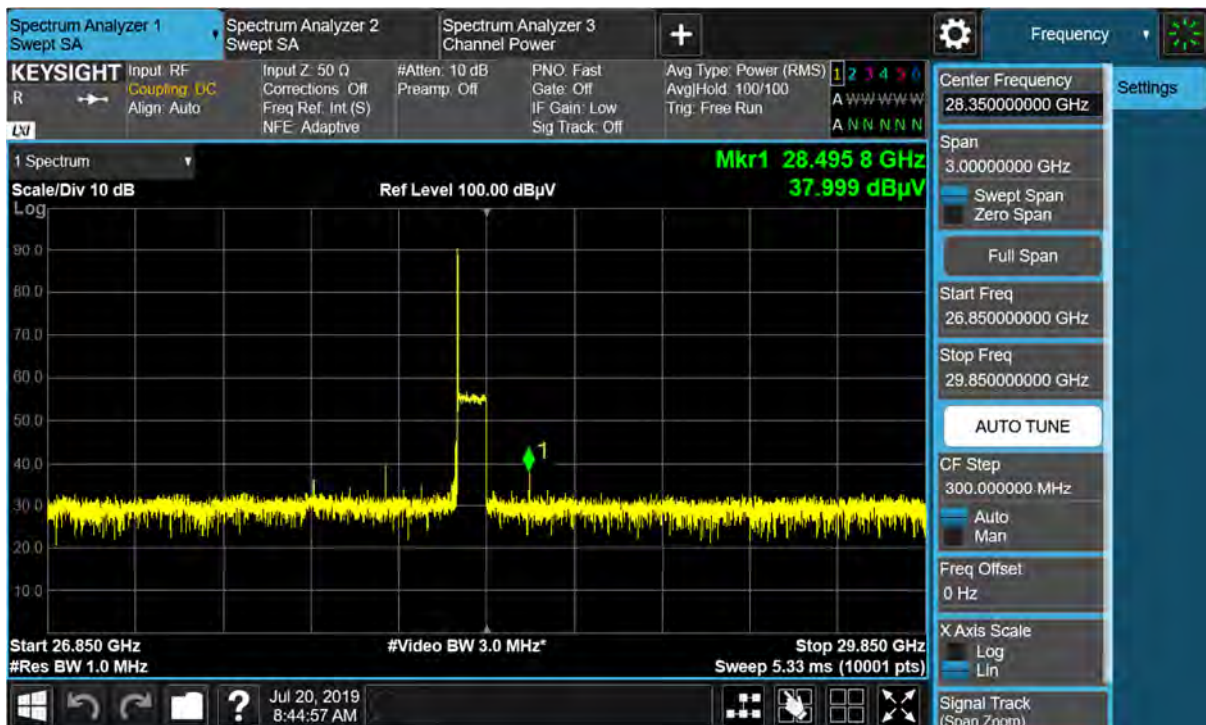 Spectrum Analyzer 1
Swept SA
Spectrum Analyzer 2
Swept SA
Spectrum Analyzer 3
Channel Power
Frequency
KEYSIGHT
R
LXI
Input: RF
Coupling: DC
Align: Auto
Input Z: 50 Ω
Corrections: Off
Freq Ref: Int (S)
NFE: Adaptive
#Atten: 10 dB
Preamp: Off
PNO: Fast
Gate: Off
IF Gain: Low
Sig Track: Off
Avg Type: Power (RMS)
Avg|Hold: 100/100
Trig: Free Run
1 2 3 4 5 6
A W W W W W
A N N N N N
1 Spectrum
Mkr1 28.495 8 GHz
Scale/Div 10 dB
Ref Level 100.00 dBµV
37.999 dBµV
Log
90.0
80.0
70.0
60.0
50.0
40.0
30.0
20.0
10.0
1
Start 26.850 GHz
#Video BW 3.0 MHz*
Stop 29.850 GHz
#Res BW 1.0 MHz
Sweep 5.33 ms (10001 pts)
Jul 20, 2019
8:44:57 AM
?
Center Frequency
28.350000000 GHz
Settings
Span
3.00000000 GHz
Swept Span
Zero Span
Full Span
Start Freq
26.850000000 GHz
Stop Freq
29.850000000 GHz
AUTO TUNE
CF Step
300.000000 MHz
Auto
Man
Freq Offset
0 Hz
X Axis Scale
Log
Lin
Signal Track
(Span Zoom)